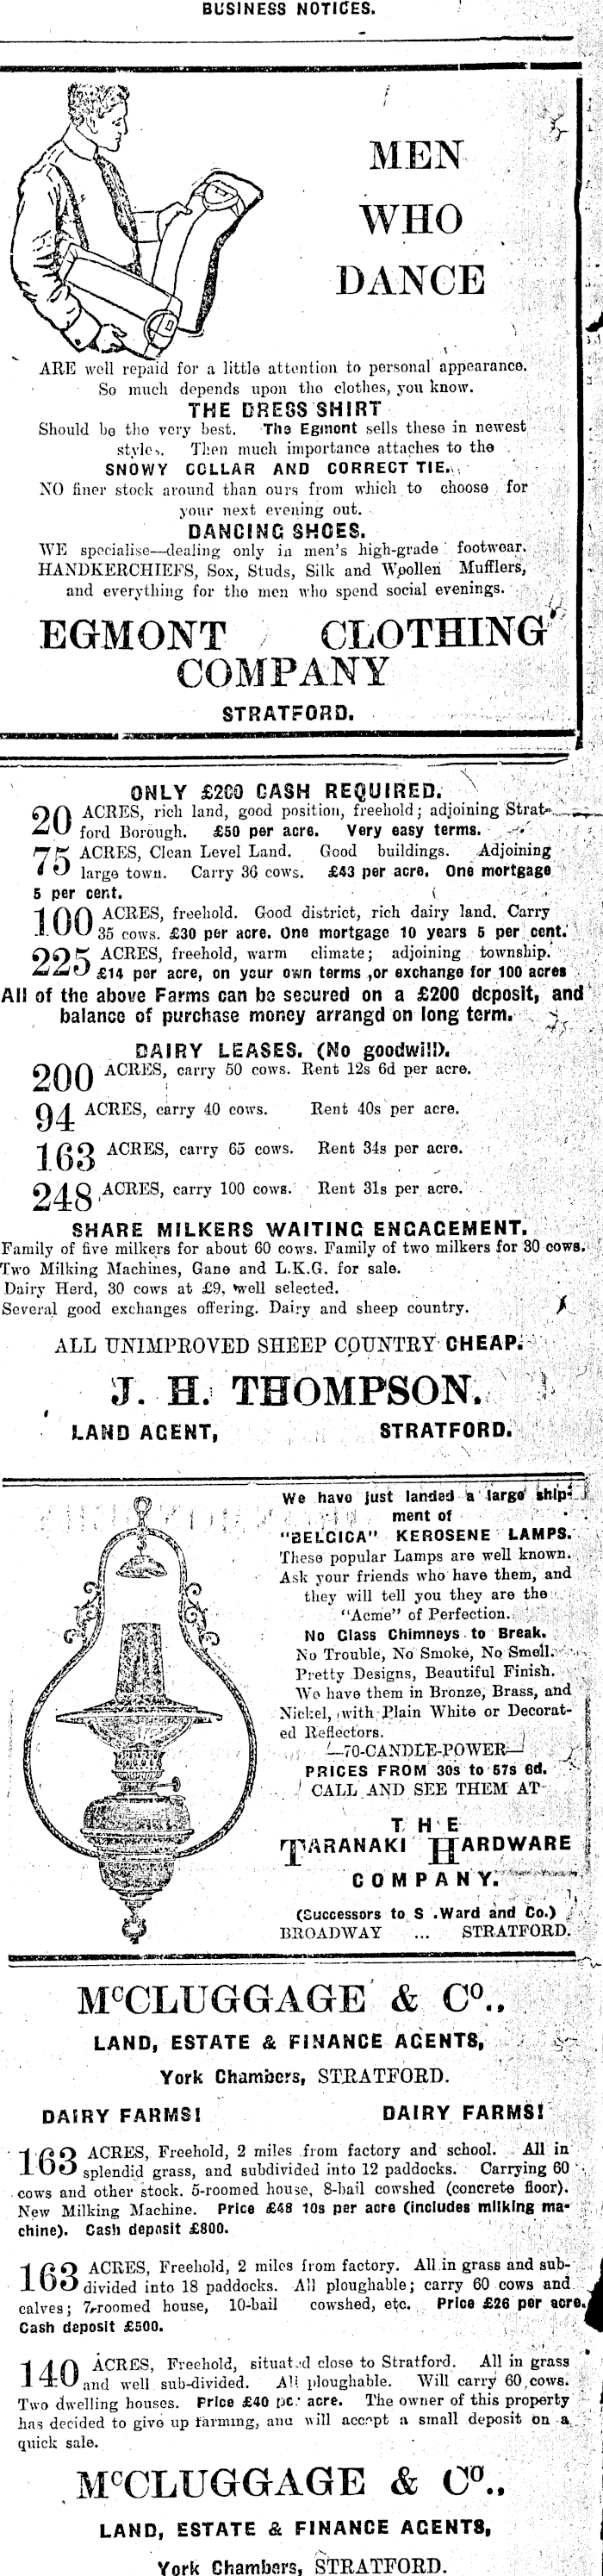 BUSINESS NOTICES.
MEN
WHO
DANCE
ARE well repaid for a little attention to personal appearance.
So much depends upon the clothes, you know.
THE DRESS SHIRT
Should be the very best. The Egmont sells these in newest
styles. Then much importance attaches to the
SNOWY COLLAR AND CORRECT TIE.
NO finer stock around than ours from which to choose for
your next evening out.
DANCING SHOES.
WE specialise—dealing only in men's high-grade footwear.
HANDKERCHIEFS, Sox, Studs, Silk and Woollen Mufflers,
and everything for the men who spend social evenings.
EGMONT CLOTHING
COMPANY
STRATFORD.
ONLY £200 CASH REQUIRED.
20 ACRES, rich land, good position, freehold; adjoining Strat-
ford Borough. £50 per acre. Very easy terms.
75 ACRES, Clean Level Land. Good buildings. Adjoining
large town. Carry 36 cows. £43 per acre. One mortgage
5 per cent.
100 ACRES, freehold. Good district, rich dairy land. Carry
35 cows. £30 per acre. One mortgage 10 years 5 per cent.
225 ACRES, freehold, warm climate; adjoining township.
£14 per acre, on your own terms ,or exchange for 100 acres
All of the above Farms can be secured on a £200 deposit, and
balance of purchase money arrangd on long term.
DAIRY LEASES. (No goodwill).
200 ACRES, carry 50 cows. Rent 12s 6d per acre.
94 ACRES, carry 40 cows. Rent 40s per acre.
163 ACRES, carry 65 cows. Rent 34s per acre.
248 ACRES, carry 100 cows. Rent 31s per acre.
SHARE MILKERS WAITING ENGAGEMENT.
Family of five milkers for about 60 cows. Family of two milkers for 30 cows.
Two Milking Machines, Gane and L.K.G. for sale.
Dairy Herd, 30 cows at £9, well selected.
Several good exchanges offering. Dairy and sheep country.
ALL UNIMPROVED SHEEP COUNTRY CHEAP.
J. H. THOMPSON.
LAND AGENT, STRATFORD.
We have just landed a large ship-
ment of
"BELGICA" KEROSENE LAMPS.
These popular Lamps are well known.
Ask your friends who have them, and
they will tell you they are the
"Acme" of Perfection.
No Glass Chimneys to Break.
No Trouble, No Smoke, No Smell.
Pretty Designs, Beautiful Finish.
We have them in Bronze, Brass, and
Nickel, with Plain White or Decorat-
ed Reflectors.
—70-CANDLE-POWER—
PRICES FROM 30s to 57s 6d.
CALL AND SEE THEM AT
THE
TARANAKI HARDWARE
COMPANY.
(Successors to S .Ward and Co.)
BROADWAY ... STRATFORD.
McCLUGGAGE & Co.,
LAND, ESTATE & FINANCE AGENTS,
York Chambers, STRATFORD.
DAIRY FARMS! DAIRY FARMS!
163 ACRES, Freehold, 2 miles from factory and school. All in
splendid grass, and subdivided into 12 paddocks. Carrying 60
cows and other stock. 5-roomed house, 8-bail cowshed (concrete floor).
New Milking Machine. Price £48 10s per acre (includes milking ma-
chine). Cash deposit £800.
163 ACRES, Freehold, 2 miles from factory. All in grass and sub-
divided into 18 paddocks. All ploughable; carry 60 cows and
calves; 7-roomed house, 10-bail cowshed, etc. Price £26 per acre.
Cash deposit £500.
140 ACRES, Freehold, situated close to Stratford. All in grass
and well sub-divided. All ploughable. Will carry 60 cows.
Two dwelling houses. Price £40 per acre. The owner of this property
has decided to give up farming, and will accept a small deposit on a
quick sale.
McCLUGGAGE & Co.,
LAND, ESTATE & FINANCE AGENTS,
York Chambers, STRATFORD.